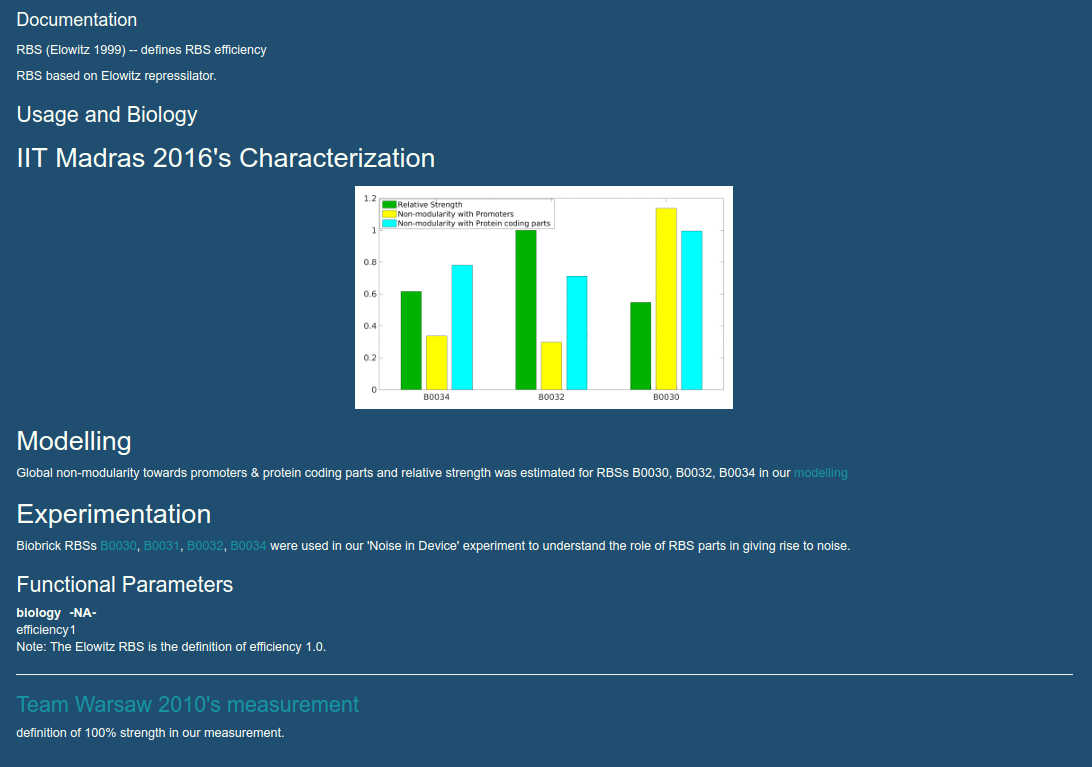 Documentation
RBS (Elowitz 1999) -- defines RBS efficiency
RBS based on Elowitz repressilator.
Usage and Biology
IIT Madras 2016's Characterization
1.2
Relative Strength
Non-modularity with Promoters
Non-modularity with Protein coding parts
1
0.8
0.6
0.4
0.2
0
B0034 B0032 B0030
Modelling
Global non-modularity towards promoters & protein coding parts and relative strength was estimated for RBSs B0030, B0032, B0034 in our modelling
Experimentation
Biobrick RBSs B0030, B0031, B0032, B0034 were used in our 'Noise in Device' experiment to understand the role of RBS parts in giving rise to noise.
Functional Parameters
biology -NA-
efficiency1
Note: The Elowitz RBS is the definition of efficiency 1.0.
Team Warsaw 2010's measurement
definition of 100% strength in our measurement.